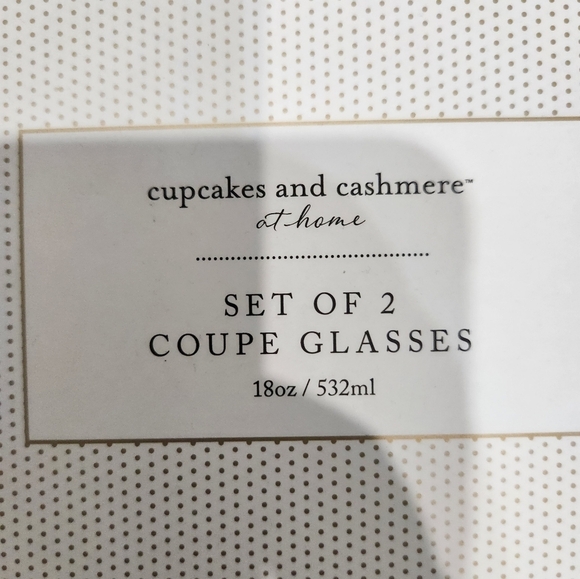 cupcakes and cashmere™
at home
SET OF 2
COUPE GLASSES
18oz / 532ml